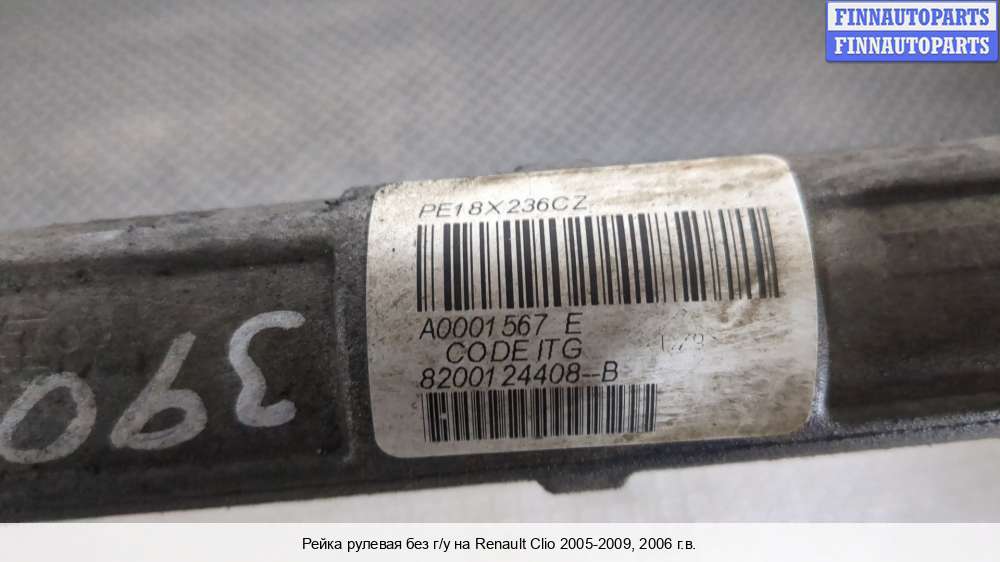 FINNAUTOPARTS
FINNAUTOPARTS
PE18X236CZ
A0001567 E
CODE ITG
8200124408--B
390
Рейка рулевая без г/у на Renault Clio 2005-2009, 2006 г.в.